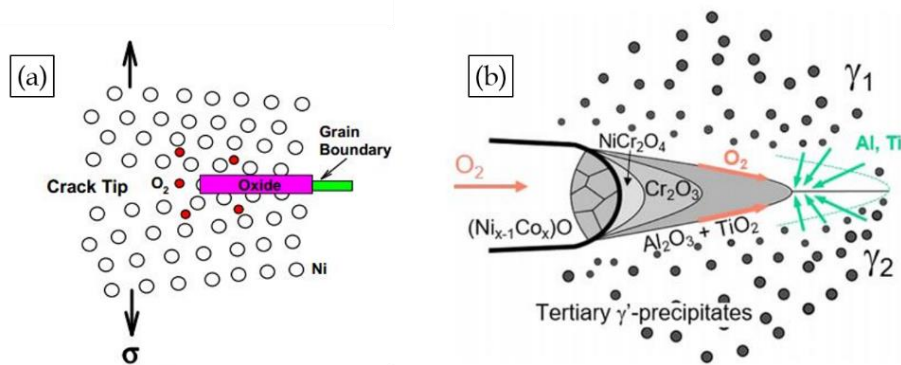 (a)
Grain
Boundary
Crack Tip
O₂
Oxide
Ni
σ
(b)
γ₁
NiCr₂O₄
O₂
Al, Ti
O₂
Cr₂O₃
(Niₓ₋₁Coₓ)O
Al₂O₃ + TiO₂
γ₂
Tertiary γ'-precipitates